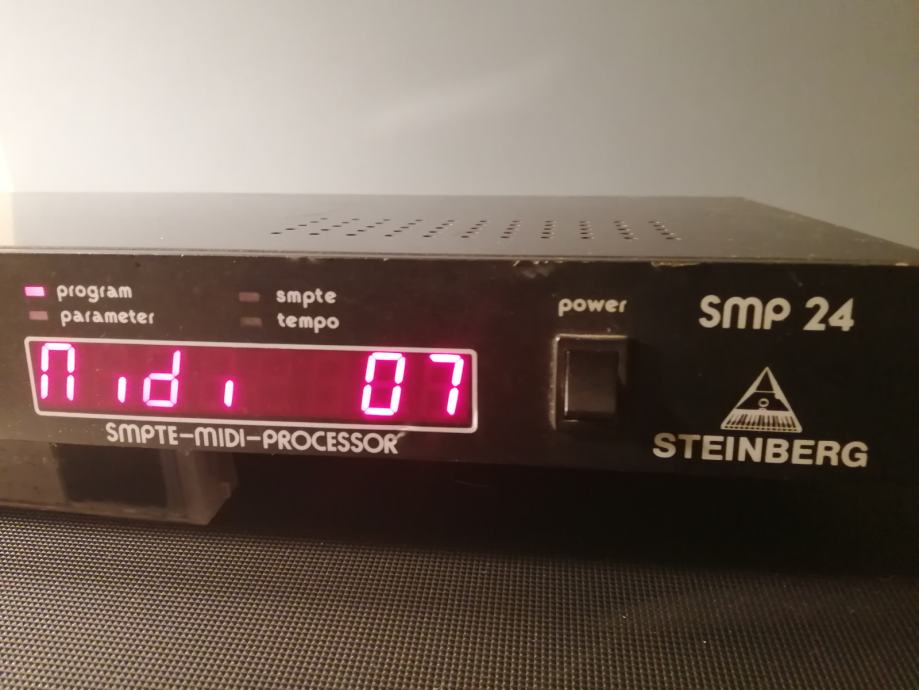 program
smpte
parameter
tempo
midi 07
SMPTE-MIDI-PROCESSOR
power
SMP 24
STEINBERG